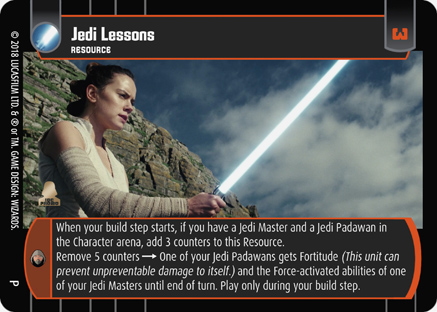 Jedi Lessons
RESOURCE
3
© 2018 LUCASFILM LTD. & ® or TM. GAME DESIGN: WIZARDS.
When your build step starts, if you have a Jedi Master and a Jedi Padawan in
the Character arena, add 3 counters to this Resource.
Remove 5 counters → One of your Jedi Padawans gets Fortitude (This unit can
prevent unpreventable damage to itself.) and the Force-activated abilities of one
of your Jedi Masters until end of turn. Play only during your build step.
P